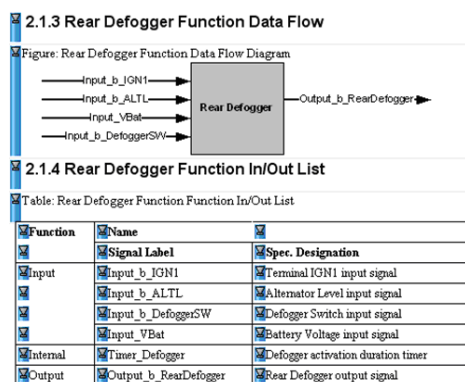 2.1.3 Rear Defogger Function Data Flow
Figure: Rear Defogger Function Data Flow Diagram
Input_b_IGN1
Input_b_ALTL
Input_VBat
Input_b_DefoggerSW
Rear Defogger
Output_b_RearDefogger
2.1.4 Rear Defogger Function In/Out List
Table: Rear Defogger Function Function In/Out List
Function Name
Signal Label Spec. Designation
Input Input_b_IGN1 Terminal IGN1 input signal
Input_b_ALTL Alternator Level input signal
Input_b_DefoggerSW Defogger Switch input signal
Input_VBat Battery Voltage input signal
Internal Timer_Defogger Defogger activation duration timer
Output Output_b_RearDefogger Rear Defogger output signal